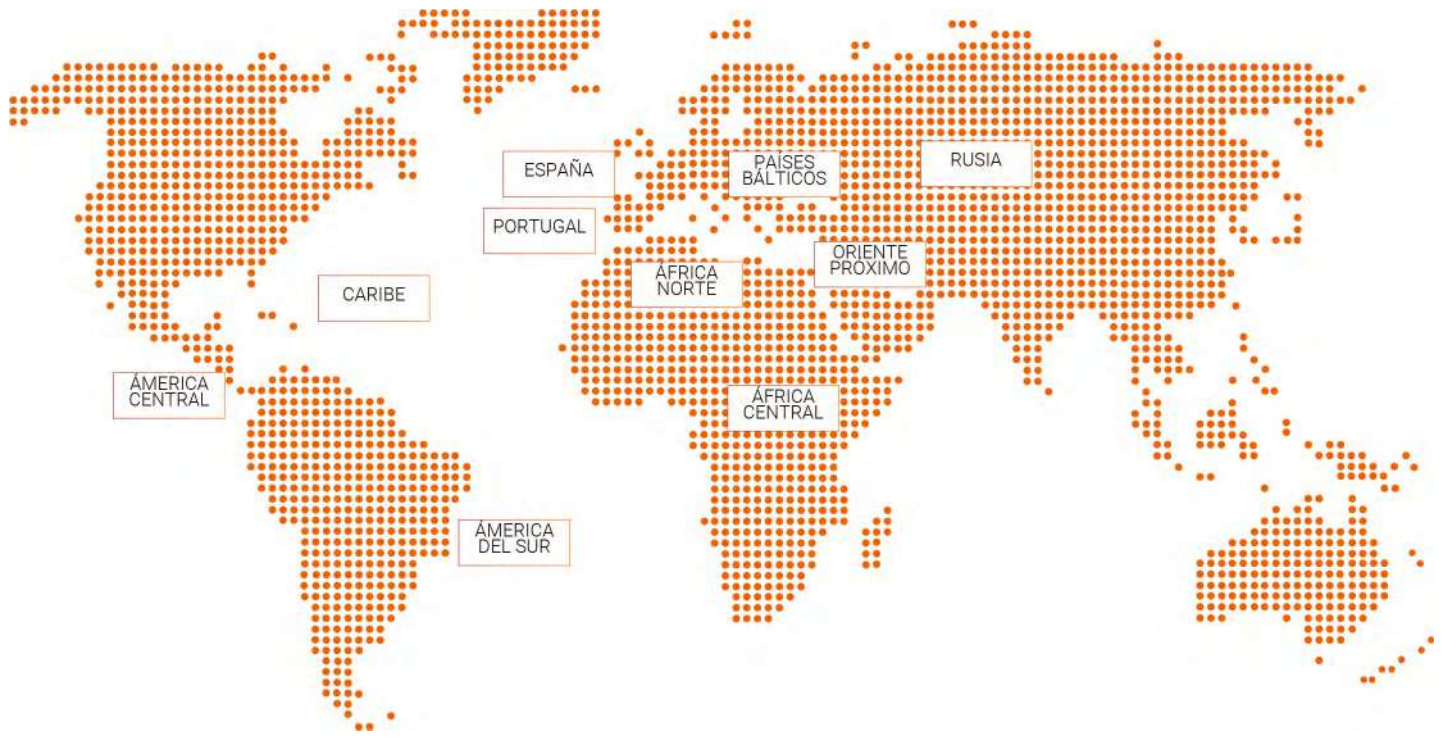 ESPAÑA
PAÍSES
BÁLTICOS
RUSIA
PORTUGAL
ORIENTE
PRÓXIMO
ÁFRICA
NORTE
CARIBE
ÁMERICA
CENTRAL
ÁFRICA
CENTRAL
ÁMERICA
DEL SUR